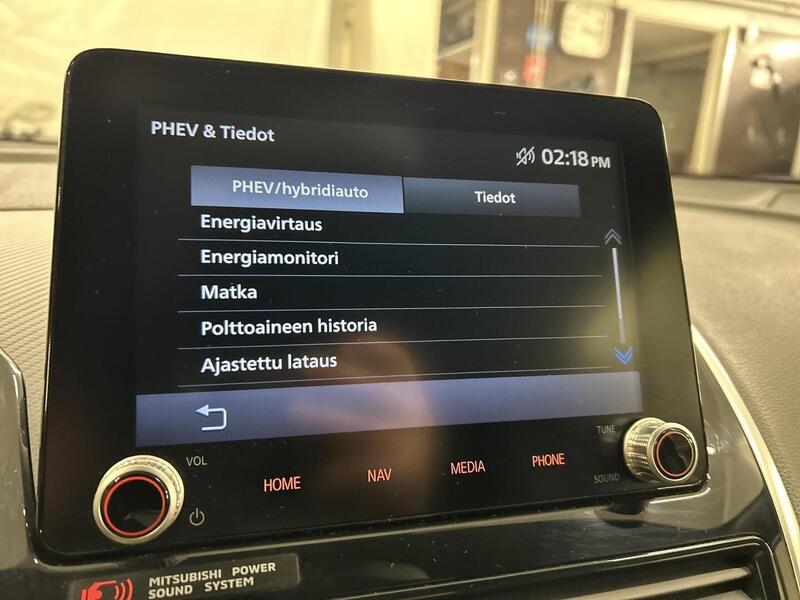 PHEV & Tiedot
02:18 PM
PHEV/hybridiauto
Tiedot
Energiavirtaus
Energiamonitori
Matka
Polttoaineen historia
Ajastettu lataus
VOL
TUNE
SOUND
HOME
NAV
MEDIA
PHONE
MITSUBISHI POWER
SOUND SYSTEM